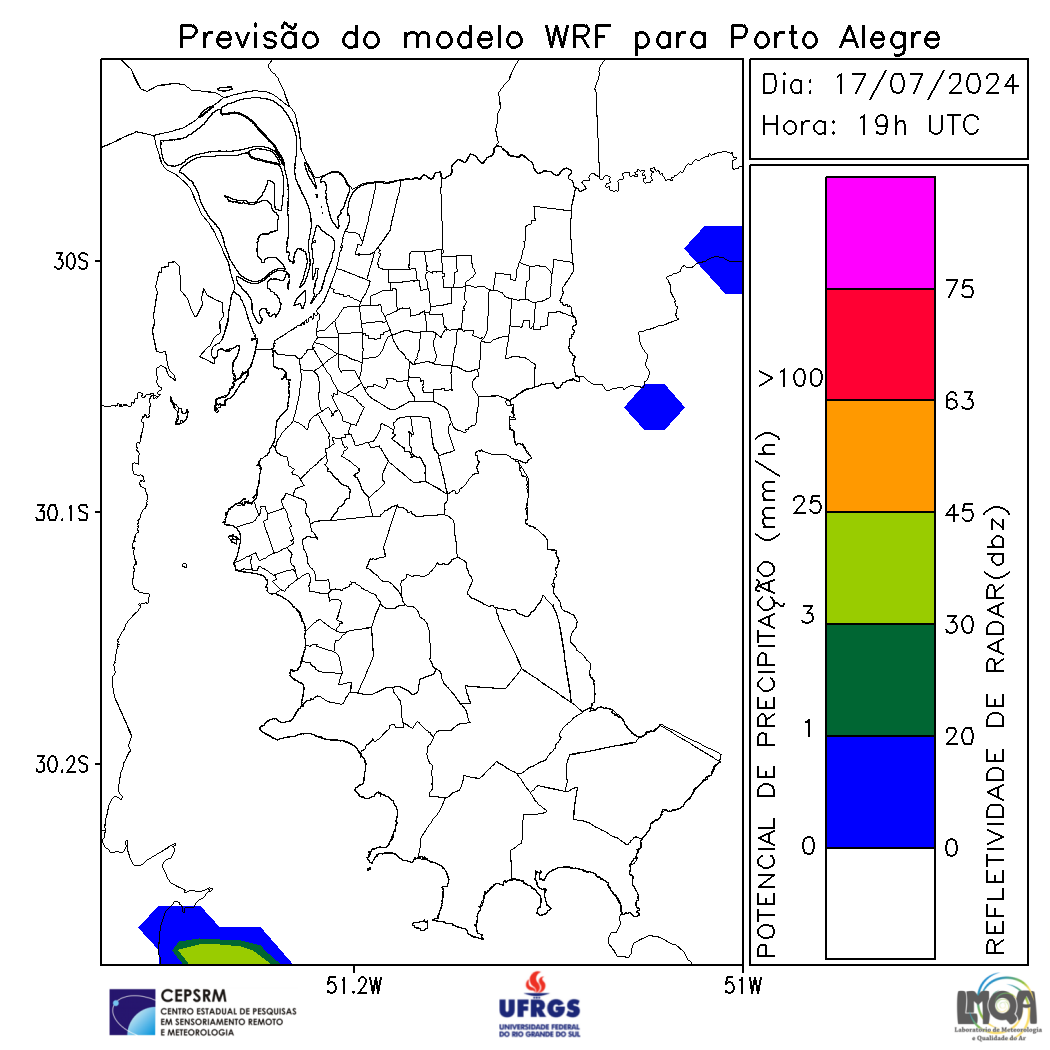 Previsão do modelo WRF para Porto Alegre
Dia: 17/07/2024
Hora: 19h UTC
30S
30.1S
30.2S
51.2W
51W
POTENCIAL DE PRECIPITAÇÃO (mm/h)
>100
25
3
1
0
75
63
45
30
20
0
REFLETIVIDADE DE RADAR(dbz)
CEPSRM
CENTRO ESTADUAL DE PESQUISAS
EM SENSORIAMENTO REMOTO
E METEOROLOGIA
UFRGS
UNIVERSIDADE FEDERAL
DO RIO GRANDE DO SUL
LMQA
Laboratório de Meteorologia
e Qualidade do Ar